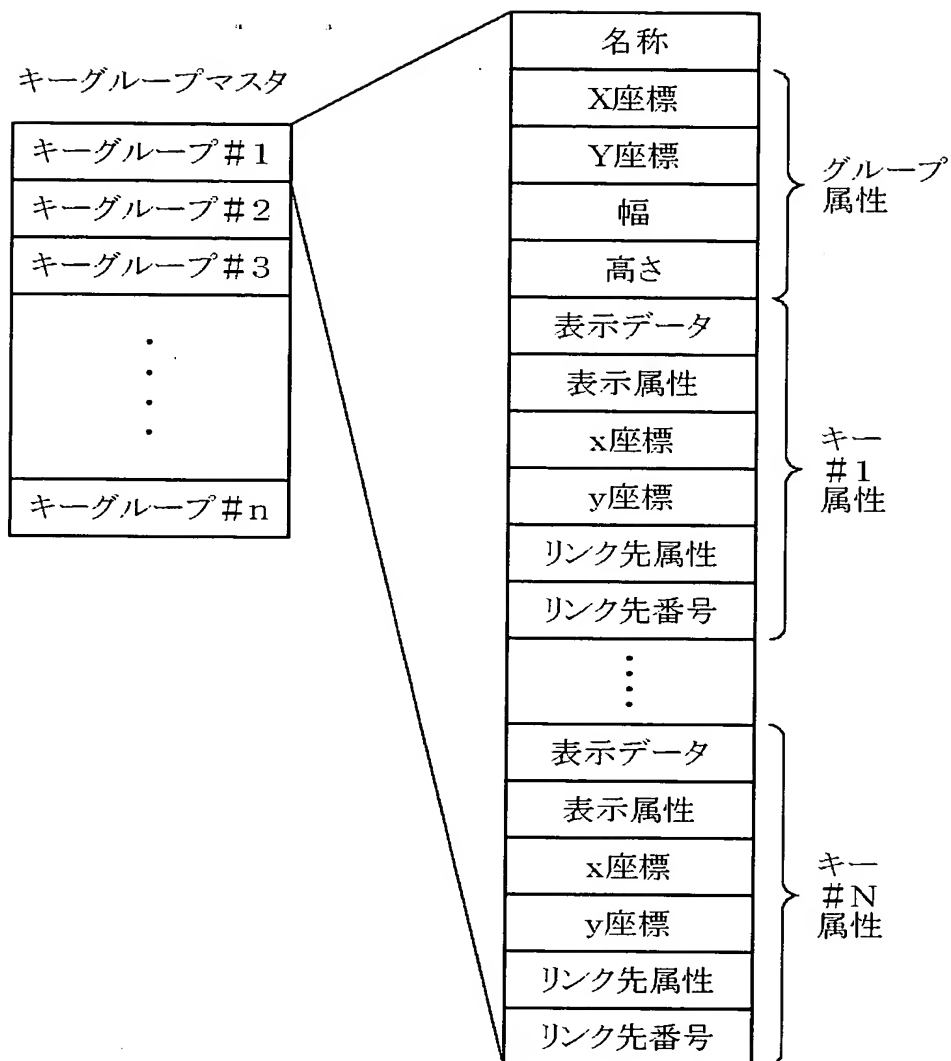 キーグループマスタ
キーグループ#1
キーグループ#2
キーグループ#3
キーグループ#n
名称
X座標
Y座標
幅
高さ
グループ
属性
表示データ
表示属性
x座標
y座標
リンク先属性
リンク先番号
キー
#1
属性
表示データ
表示属性
x座標
y座標
リンク先属性
リンク先番号
キー
#N
属性